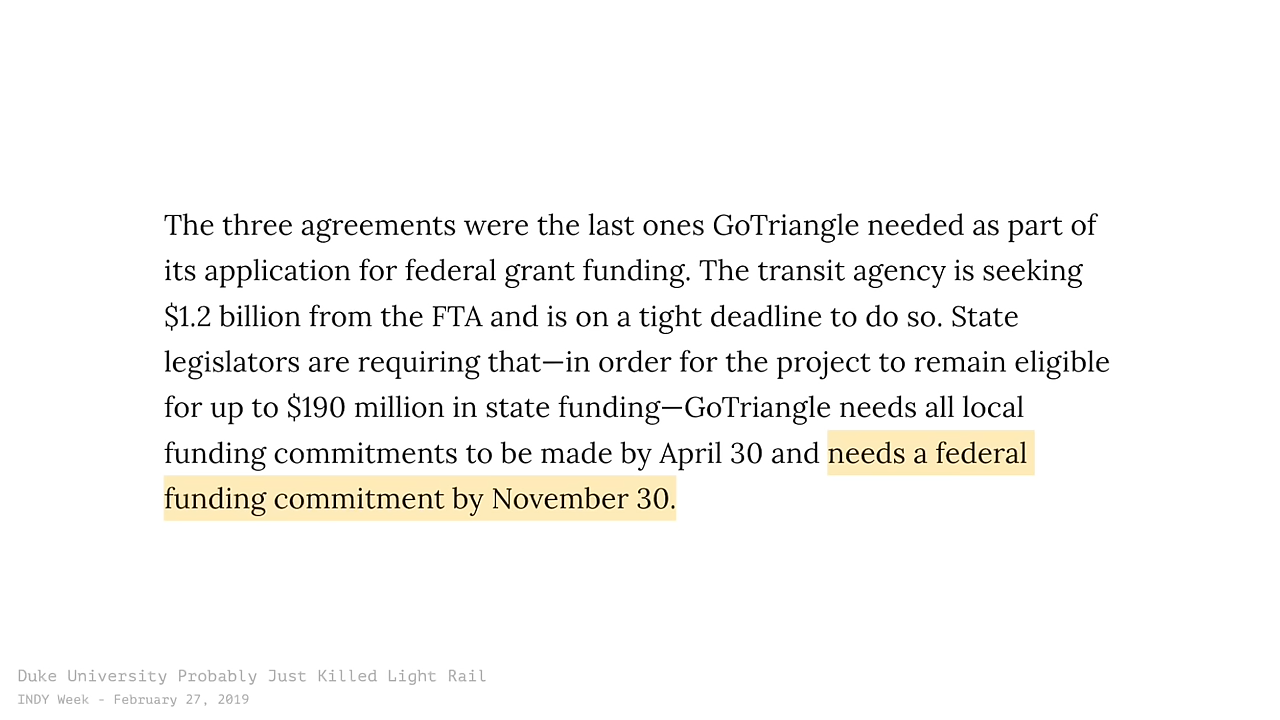 The three agreements were the last ones GoTriangle needed as part of
its application for federal grant funding. The transit agency is seeking
$1.2 billion from the FTA and is on a tight deadline to do so. State
legislators are requiring that—in order for the project to remain eligible
for up to $190 million in state funding—GoTriangle needs all local
funding commitments to be made by April 30 and needs a federal
funding commitment by November 30.
Duke University Probably Just Killed Light Rail
INDY Week - February 27, 2019